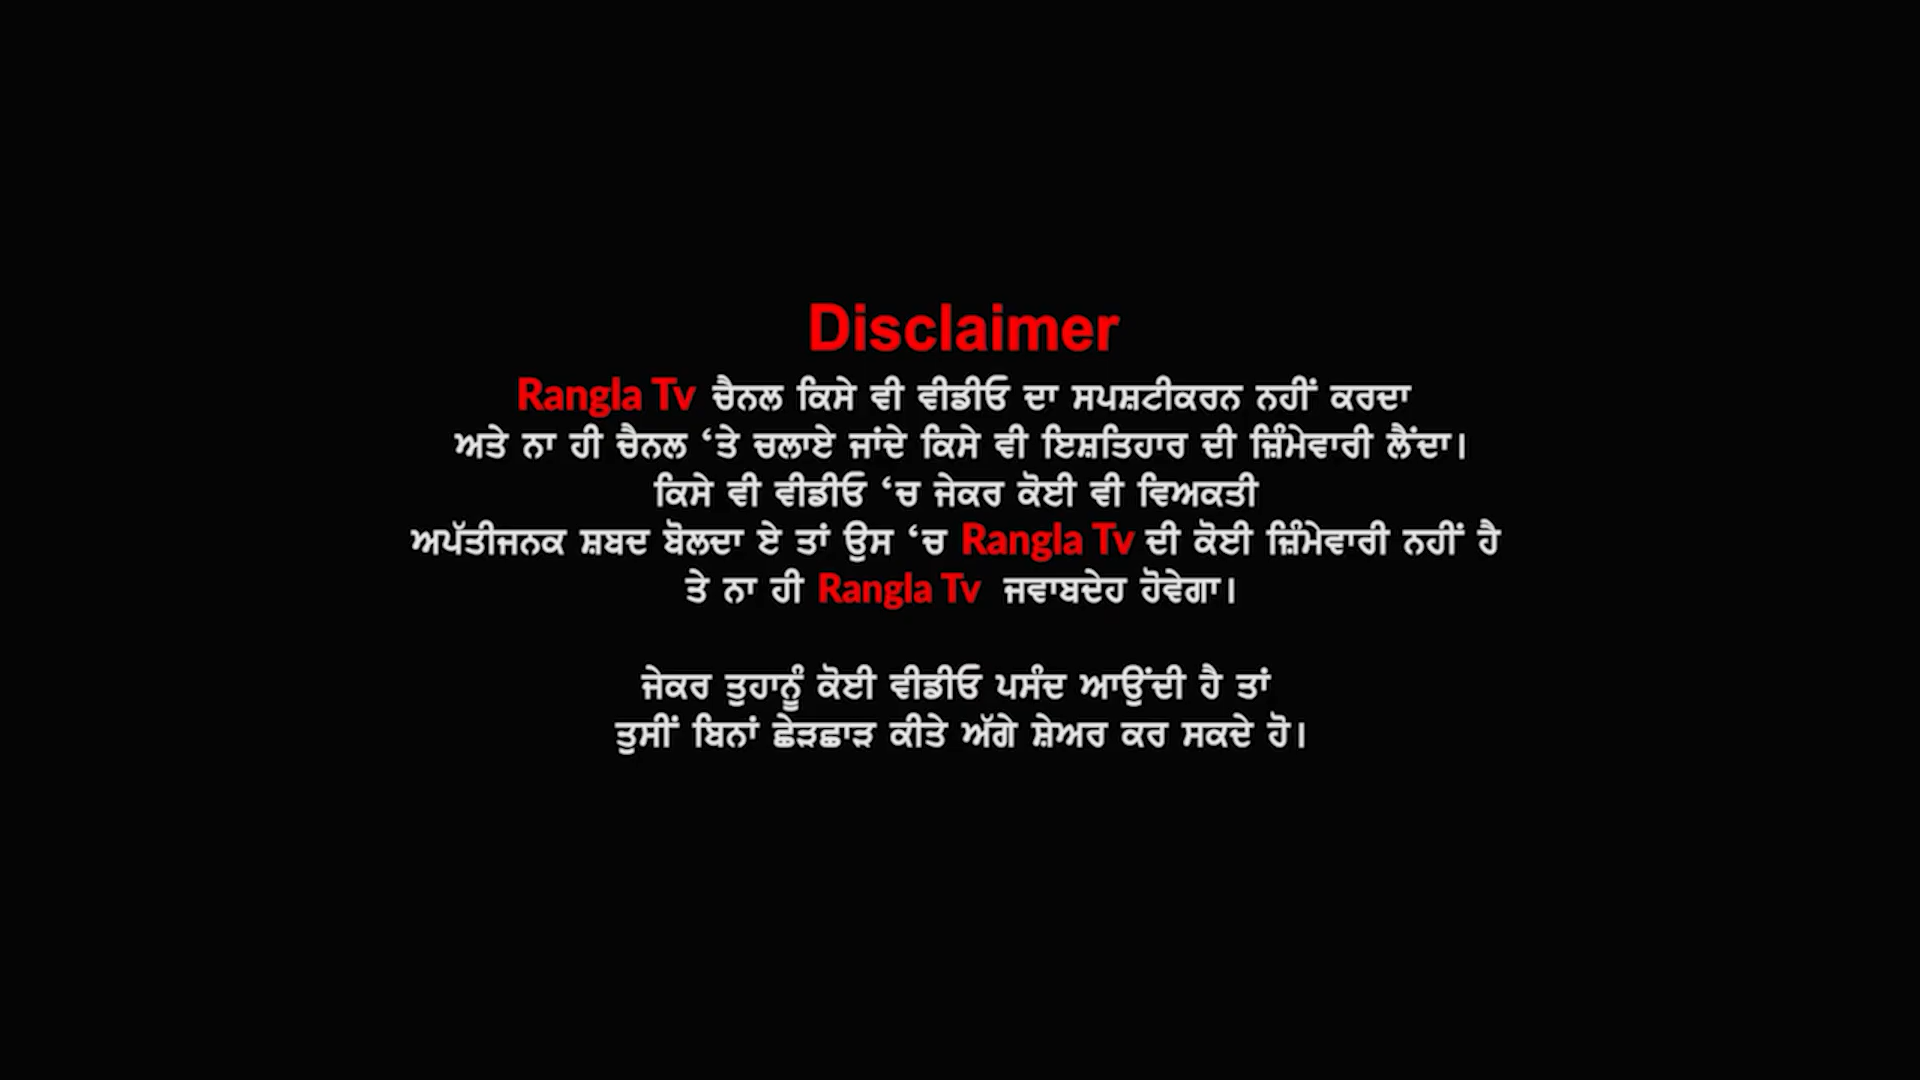 Disclaimer
Rangla Tv ਚੈਨਲ ਕਿਸੇ ਵੀ ਵੀਡੀਓ ਦਾ ਸਪਸ਼ਟੀਕਰਨ ਨਹੀਂ ਕਰਦਾ
ਅਤੇ ਨਾ ਹੀ ਚੈਨਲ ‘ਤੇ ਚਲਾਏ ਜਾਂਦੇ ਕਿਸੇ ਵੀ ਇਸ਼ਤਿਹਾਰ ਦੀ ਜ਼ਿੰਮੇਵਾਰੀ ਲੈਂਦਾ।
ਕਿਸੇ ਵੀ ਵੀਡੀਓ ‘ਚ ਜੇਕਰ ਕੋਈ ਵੀ ਵਿਅਕਤੀ
ਅਪੱਤੀਜਨਕ ਸ਼ਬਦ ਬੋਲਦਾ ਏ ਤਾਂ ਉਸ ‘ਚ Rangla Tv ਦੀ ਕੋਈ ਜ਼ਿੰਮੇਵਾਰੀ ਨਹੀਂ ਹੈ
ਤੇ ਨਾ ਹੀ Rangla Tv ਜਵਾਬਦੇਹ ਹੋਵੇਗਾ।
ਜੇਕਰ ਤੁਹਾਨੂੰ ਕੋਈ ਵੀਡੀਓ ਪਸੰਦ ਆਉਂਦੀ ਹੈ ਤਾਂ
ਤੁਸੀਂ ਬਿਨਾਂ ਛੇੜਛਾੜ ਕੀਤੇ ਅੱਗੇ ਸ਼ੇਅਰ ਕਰ ਸਕਦੇ ਹੋ।